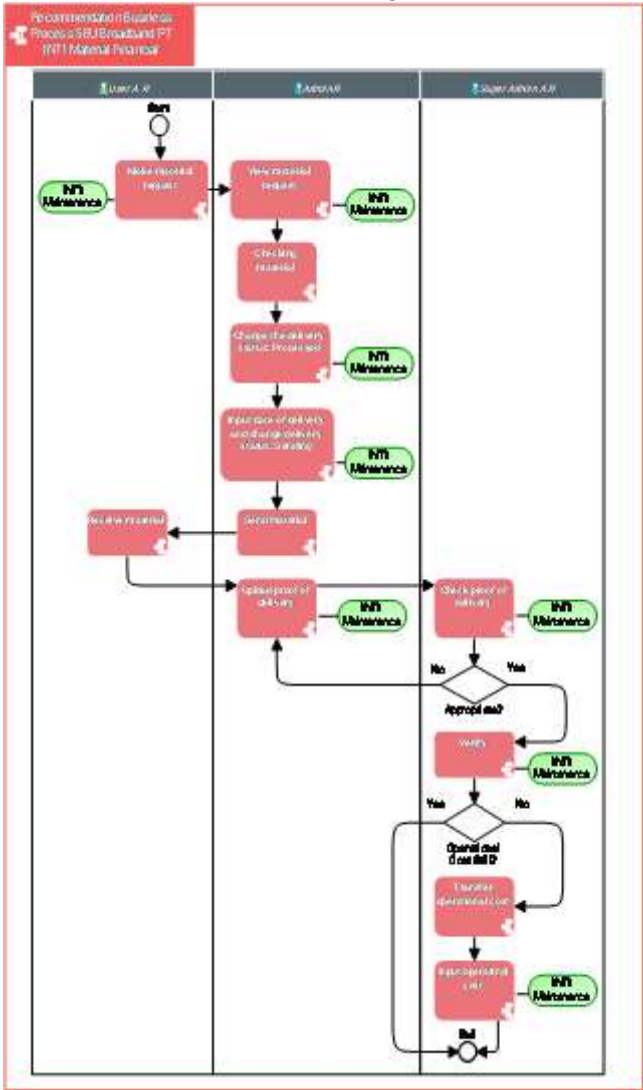 Recommendation Business
Process SBU Broadband PT
INTI Material Financial
User A.R
Admin
Super Admin A.R
Start
Make material
request
INTI
Maintenance
View material
request
INTI
Maintenance
Checking
material
Change the delivery
status: Processed
INTI
Maintenance
Input date of delivery
and change delivery
status: Sending
INTI
Maintenance
Receive material
Send material
Upload proof of
delivery
INTI
Maintenance
Check proof of
delivery
INTI
Maintenance
No
Yes
Appropriate?
Verify
INTI
Maintenance
Yes
No
Operational
Transfer
operational cost
Input operational
cost
INTI
Maintenance
End